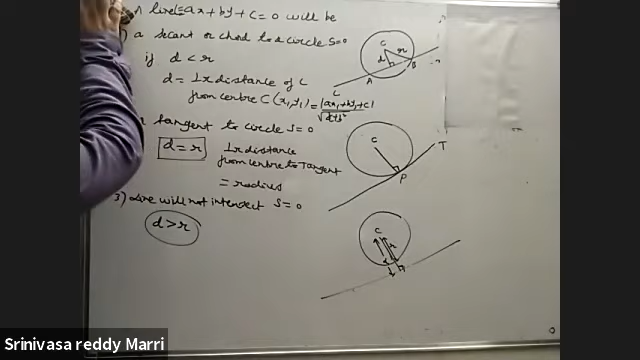 A line L≡ax+by+c=0 will be
1) a secant or chord to a circle S=0
if d < r
d = ⊥r distance of L
from centre C(x₁,y₁) = |ax₁+by₁+c| / √a²+b²
tangent to circle S=0
d = r ⊥r distance
from centre to Tangent
= radius
3) Line will not intersect S=0
d > r
C
r
d
A
B
L
C
P
T
C
r
Srinivasa reddy Marri